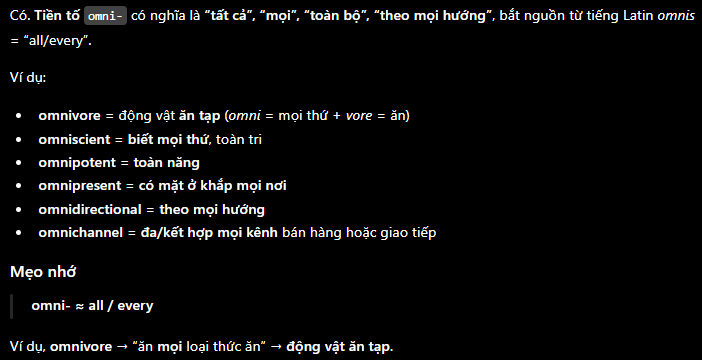 Có. Tiền tố omni- có nghĩa là “tất cả”, “mọi”, “toàn bộ”, “theo mọi hướng”, bắt nguồn từ tiếng Latin omnis
= “all/every”.
Ví dụ:
• omnivore = động vật ăn tạp (omni = mọi thứ + vore = ăn)
• omniscient = biết mọi thứ, toàn tri
• omnipotent = toàn năng
• omnipresent = có mặt ở khắp mọi nơi
• omnidirectional = theo mọi hướng
• omnichannel = đa/kết hợp mọi kênh bán hàng hoặc giao tiếp
Mẹo nhớ
omni- ≈ all / every
Ví dụ, omnivore → “ăn mọi loại thức ăn” → động vật ăn tạp.